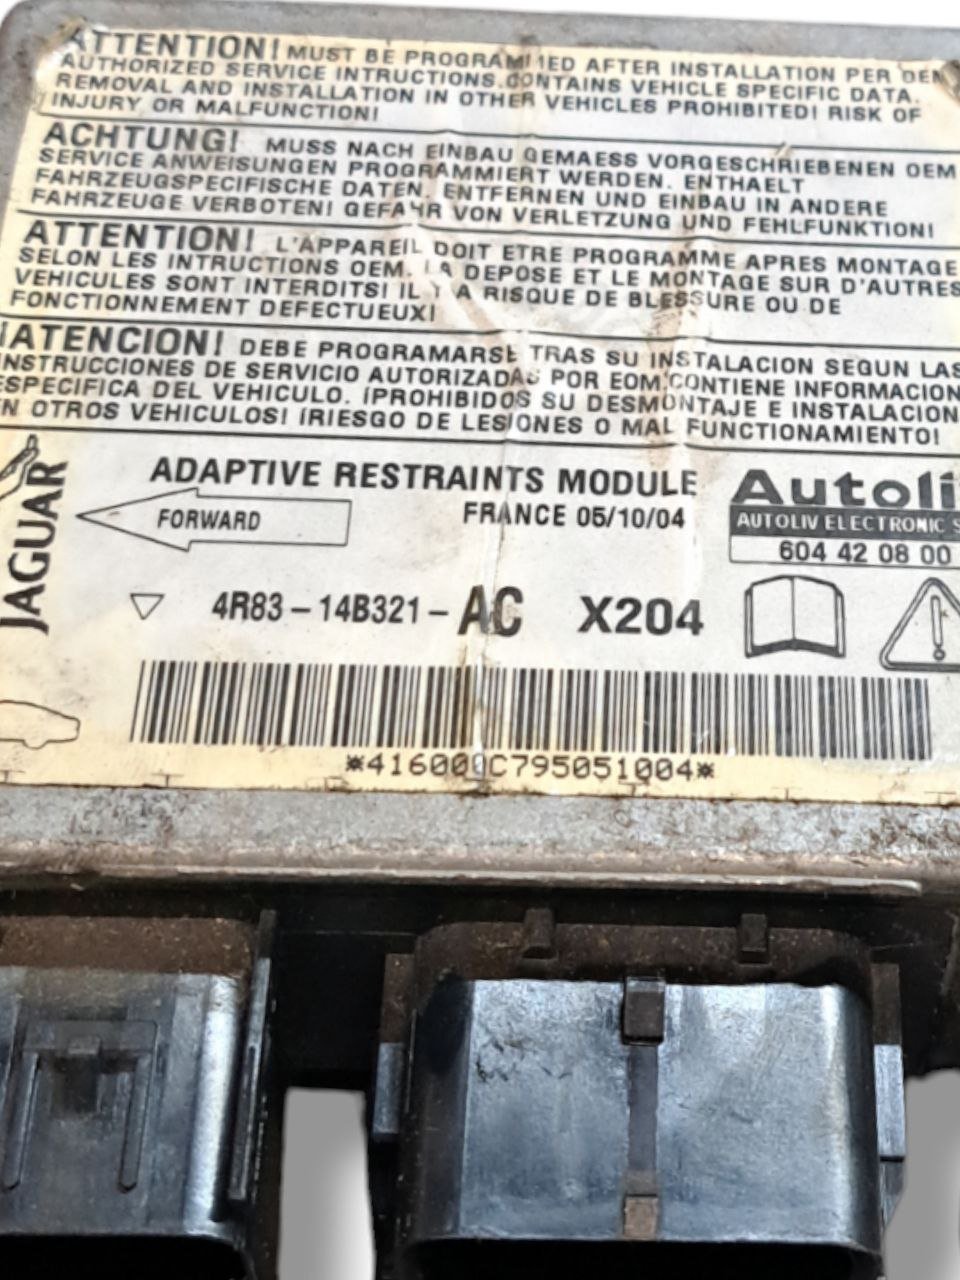 ATTENTION! MUST BE PROGRAMMED AFTER INSTALLATION PER OEM
AUTHORIZED SERVICE INTRUCTIONS. CONTAINS VEHICLE SPECIFIC DATA.
REMOVAL AND INSTALLATION IN OTHER VEHICLES PROHIBITED! RISK OF
INJURY OR MALFUNCTION!
ACHTUNG! MUSS NACH EINBAU GEMAESS VORGESCHRIEBENEN OEM
SERVICE ANWEISUNGEN PROGRAMMIERT WERDEN. ENTHAELT
FAHRZEUGSPECIFISCHE DATEN. ENTFERNEN UND EINBAU IN ANDERE
FAHRZEUGE VERBOTEN! GEFAHR VON VERLETZUNG UND FEHLFUNKTION!
ATTENTION! L'APPAREIL DOIT ETRE PROGRAMME APRES MONTAGE
SELON LES INTRUCTIONS OEM. LA DEPOSE ET LE MONTAGE SUR D'AUTRES
VEHICULES SONT INTERDITS! IL Y A RISQUE DE BLESSURE OU DE
FONCTIONNEMENT DEFECTUEUX!
¡ATENCION! DEBE PROGRAMARSE TRAS SU INSTALACION SEGUN LAS
INSTRUCCIONES DE SERVICIO AUTORIZADAS POR EOM.CONTIENE INFORMACION
ESPECIFICA DEL VEHICULO. ¡PROHIBIDOS SU DESMONTAJE E INSTALACION
EN OTROS VEHICULOS! ¡RIESGO DE LESIONES O MAL FUNCTIONAMIENTO!
JAGUAR
ADAPTIVE RESTRAINTS MODULE
FORWARD
FRANCE 05/10/04
Autoli
AUTOLIV ELECTRONIC S
604 42 08 00
4R83-14B321-AC X204
*416000C795051004*